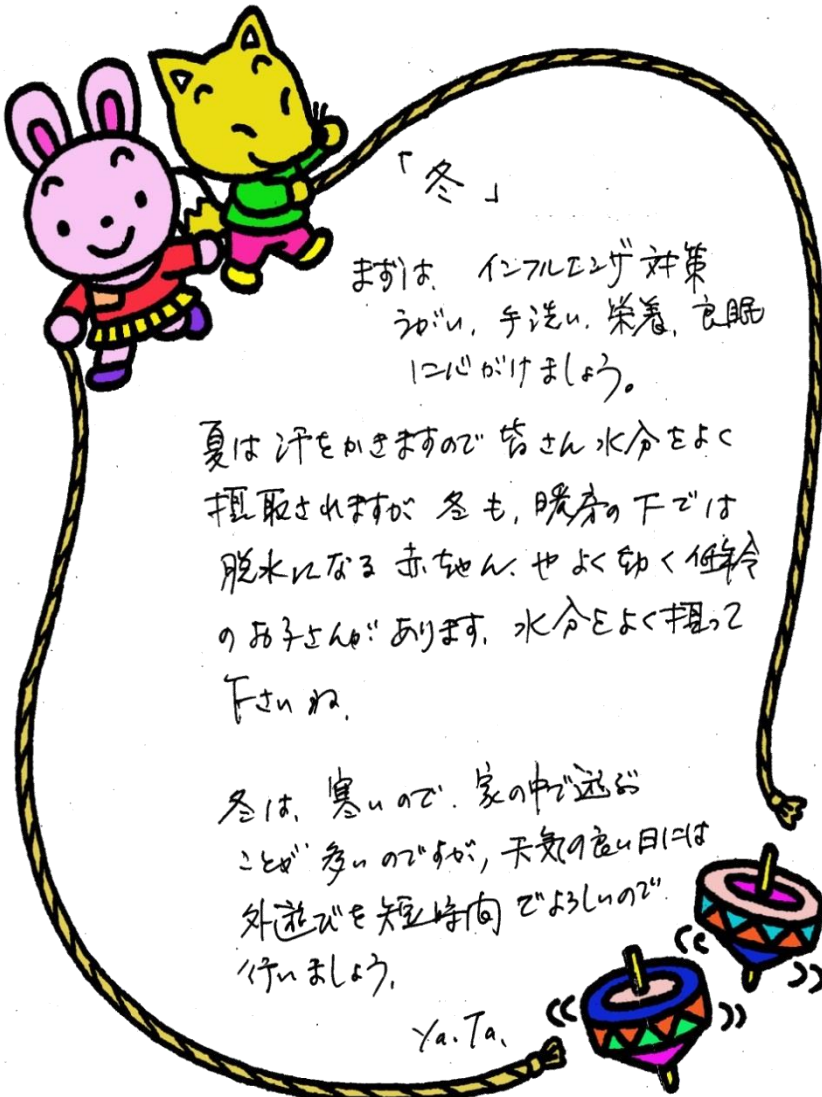 「冬」
まずは、インフルエンザ対策
うがい、手洗い、栄養、良眠
に心がけましょう。
夏は汗をかきますので皆さん水分をよく
摂取されますが冬も、暖房の下では
脱水になる赤ちゃん、やよく動く低年令
のお子さんがあります、水分をよく摂って
下さいね、
冬は、寒いので、家の中で遊ぶ
ことが多いのですが、天気の良い日には
外遊びを短時間でよろしいので
行いましょう、
Ya.Ta.